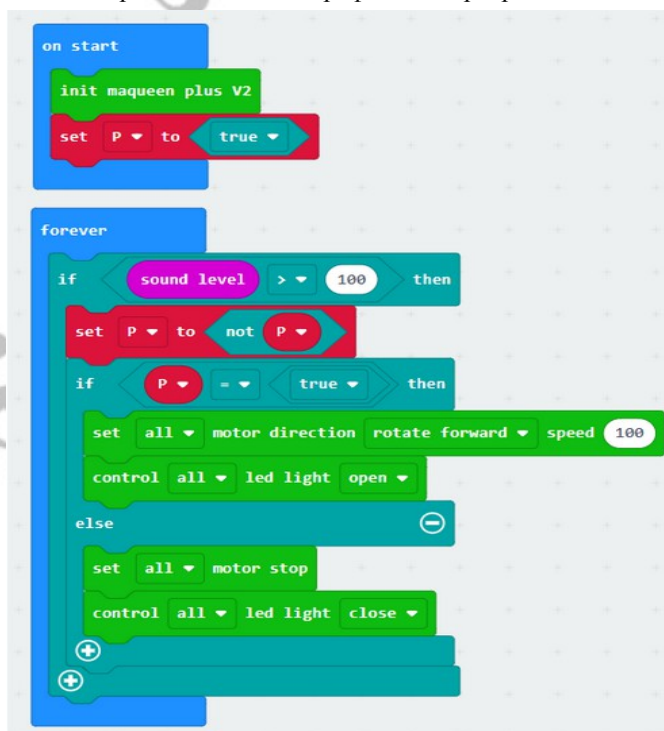 on start
init maqueen plus V2
set P to true
forever
if sound level > 100 then
set P to not P
if P = true then
set all motor direction rotate forward speed 100
control all led light open
else
set all motor stop
control all led light close